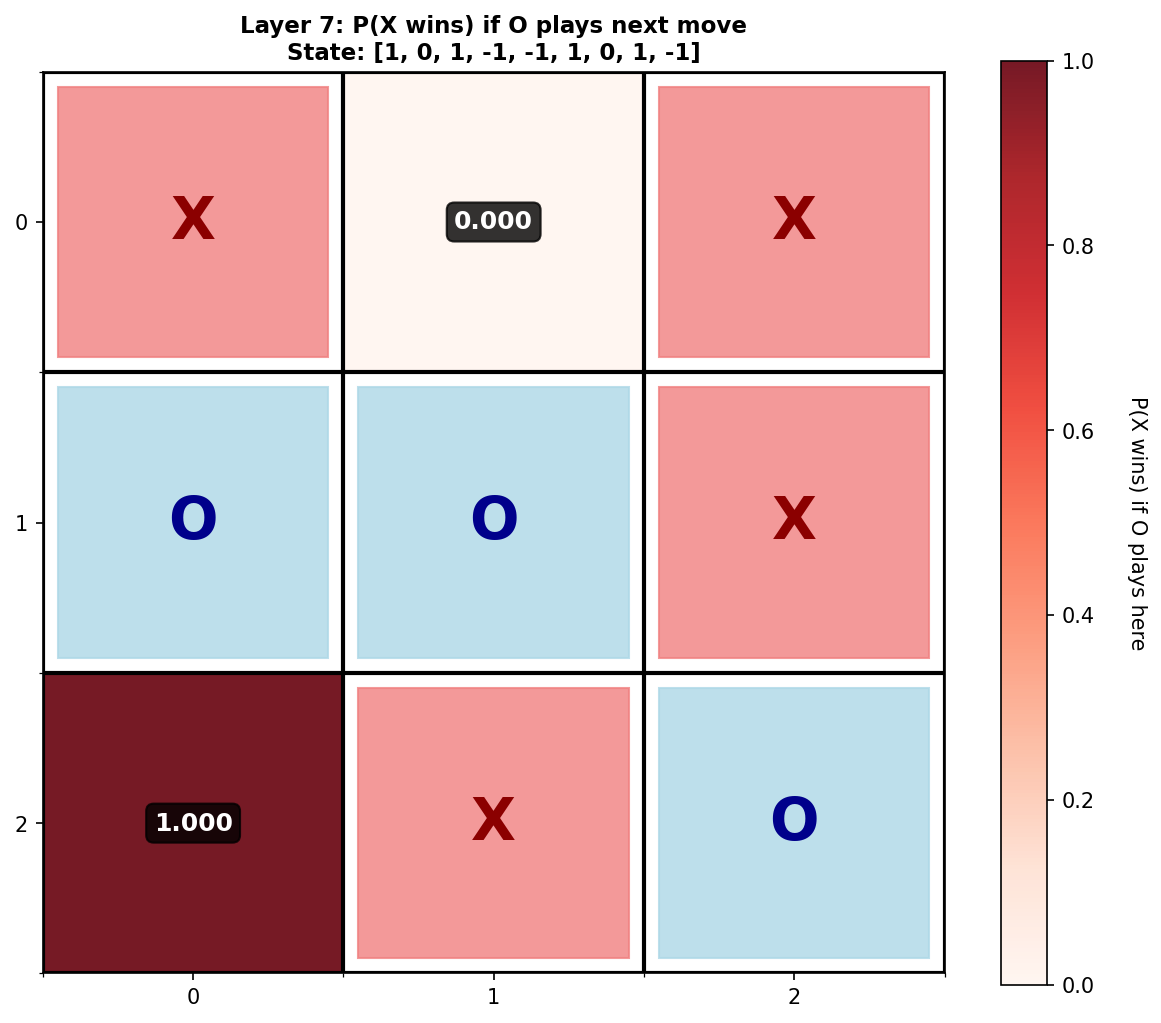 Layer 7: P(X wins) if O plays next move
State: [1, 0, 1, -1, -1, 1, 0, 1, -1]
0 X 0.000 X
1 O O X
2 1.000 X O
0 1 2
1.0
0.8
0.6
0.4
0.2
0.0
P(X wins) if O plays here